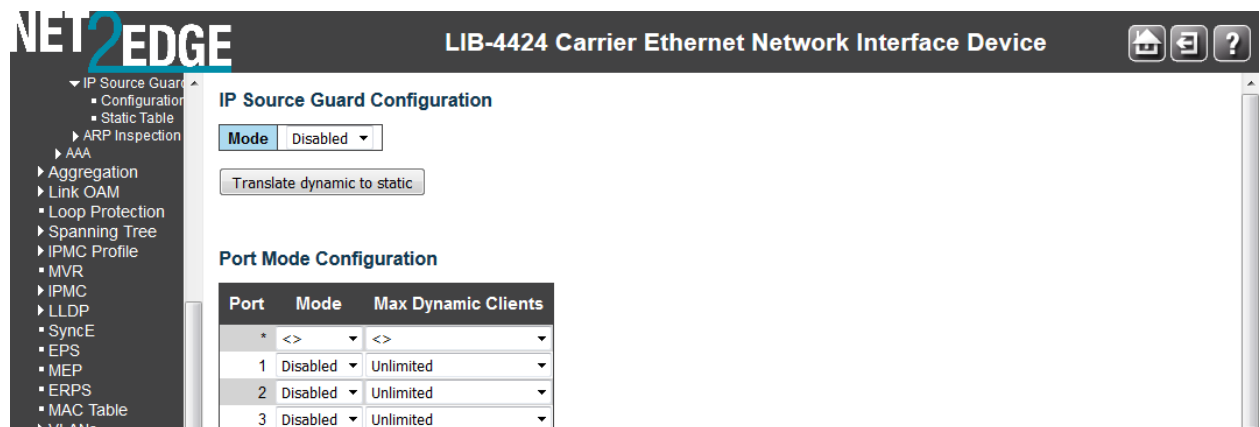 NET2EDGE
LIB-4424 Carrier Ethernet Network Interface Device
?
IP Source Guard
Configuration
Static Table
ARP Inspection
AAA
Aggregation
Link OAM
Loop Protection
Spanning Tree
IPMC Profile
MVR
IPMC
LLDP
SyncE
EPS
MEP
ERPS
MAC Table
VLANs
IP Source Guard Configuration
Mode Disabled
Translate dynamic to static
Port Mode Configuration
Port Mode Max Dynamic Clients
* <> <>
1 Disabled Unlimited
2 Disabled Unlimited
3 Disabled Unlimited